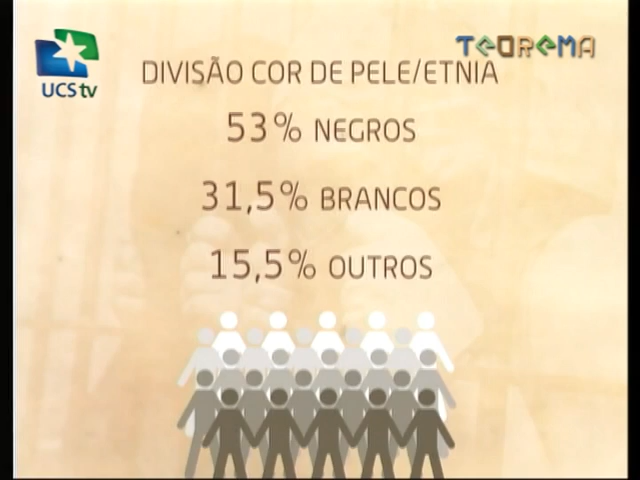 TEOREMA
UCS tv
DIVISÃO COR DE PELE/ETNIA
53% NEGROS
31,5% BRANCOS
15,5% OUTROS